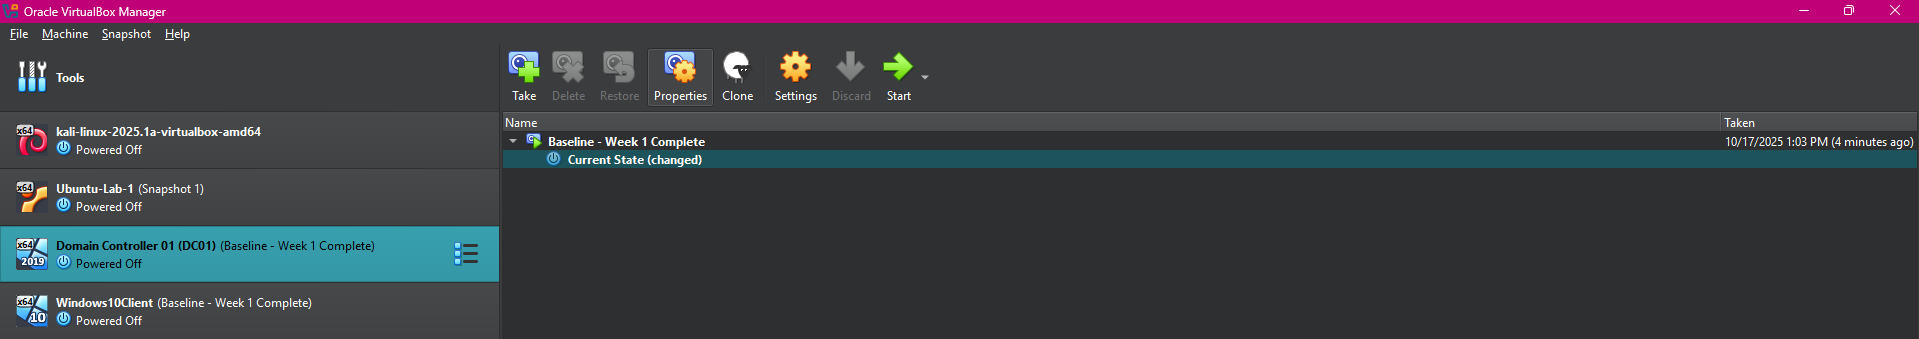 Oracle VirtualBox Manager
File Machine Snapshot Help
Tools
Take Delete Restore Properties Clone Settings Discard Start
Name Taken
Baseline - Week 1 Complete 10/17/2025 1:03 PM (4 minutes ago)
Current State (changed)
x64 kali-linux-2025.1a-virtualbox-amd64
Powered Off
x64 Ubuntu-Lab-1 (Snapshot 1)
Powered Off
x64 Domain Controller 01 (DC01) (Baseline - Week 1 Complete)
2019 Powered Off
x64 Windows10Client (Baseline - Week 1 Complete)
10 Powered Off